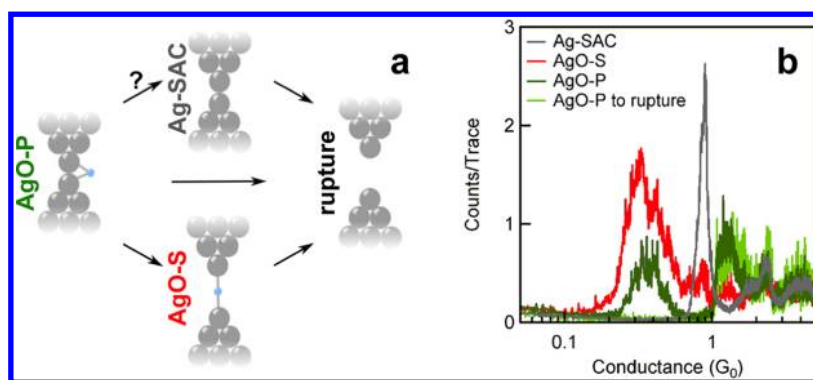 a
?
AgO-P
Ag-SAC
AgO-S
rupture
b
Ag-SAC
AgO-S
AgO-P
AgO-P to rupture
Counts/Trace
3
2
1
0
0.1
1
Conductance (G₀)